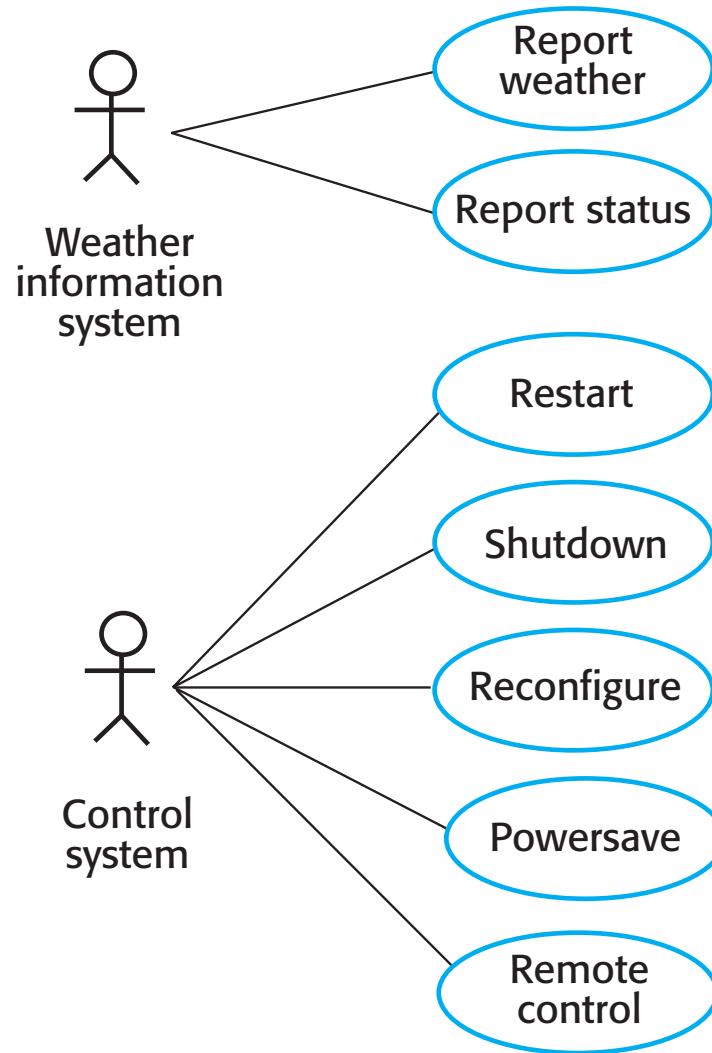 Report
weather
Report status
Weather
information
system
Restart
Shutdown
Reconfigure
Control
system
Powersave
Remote
control